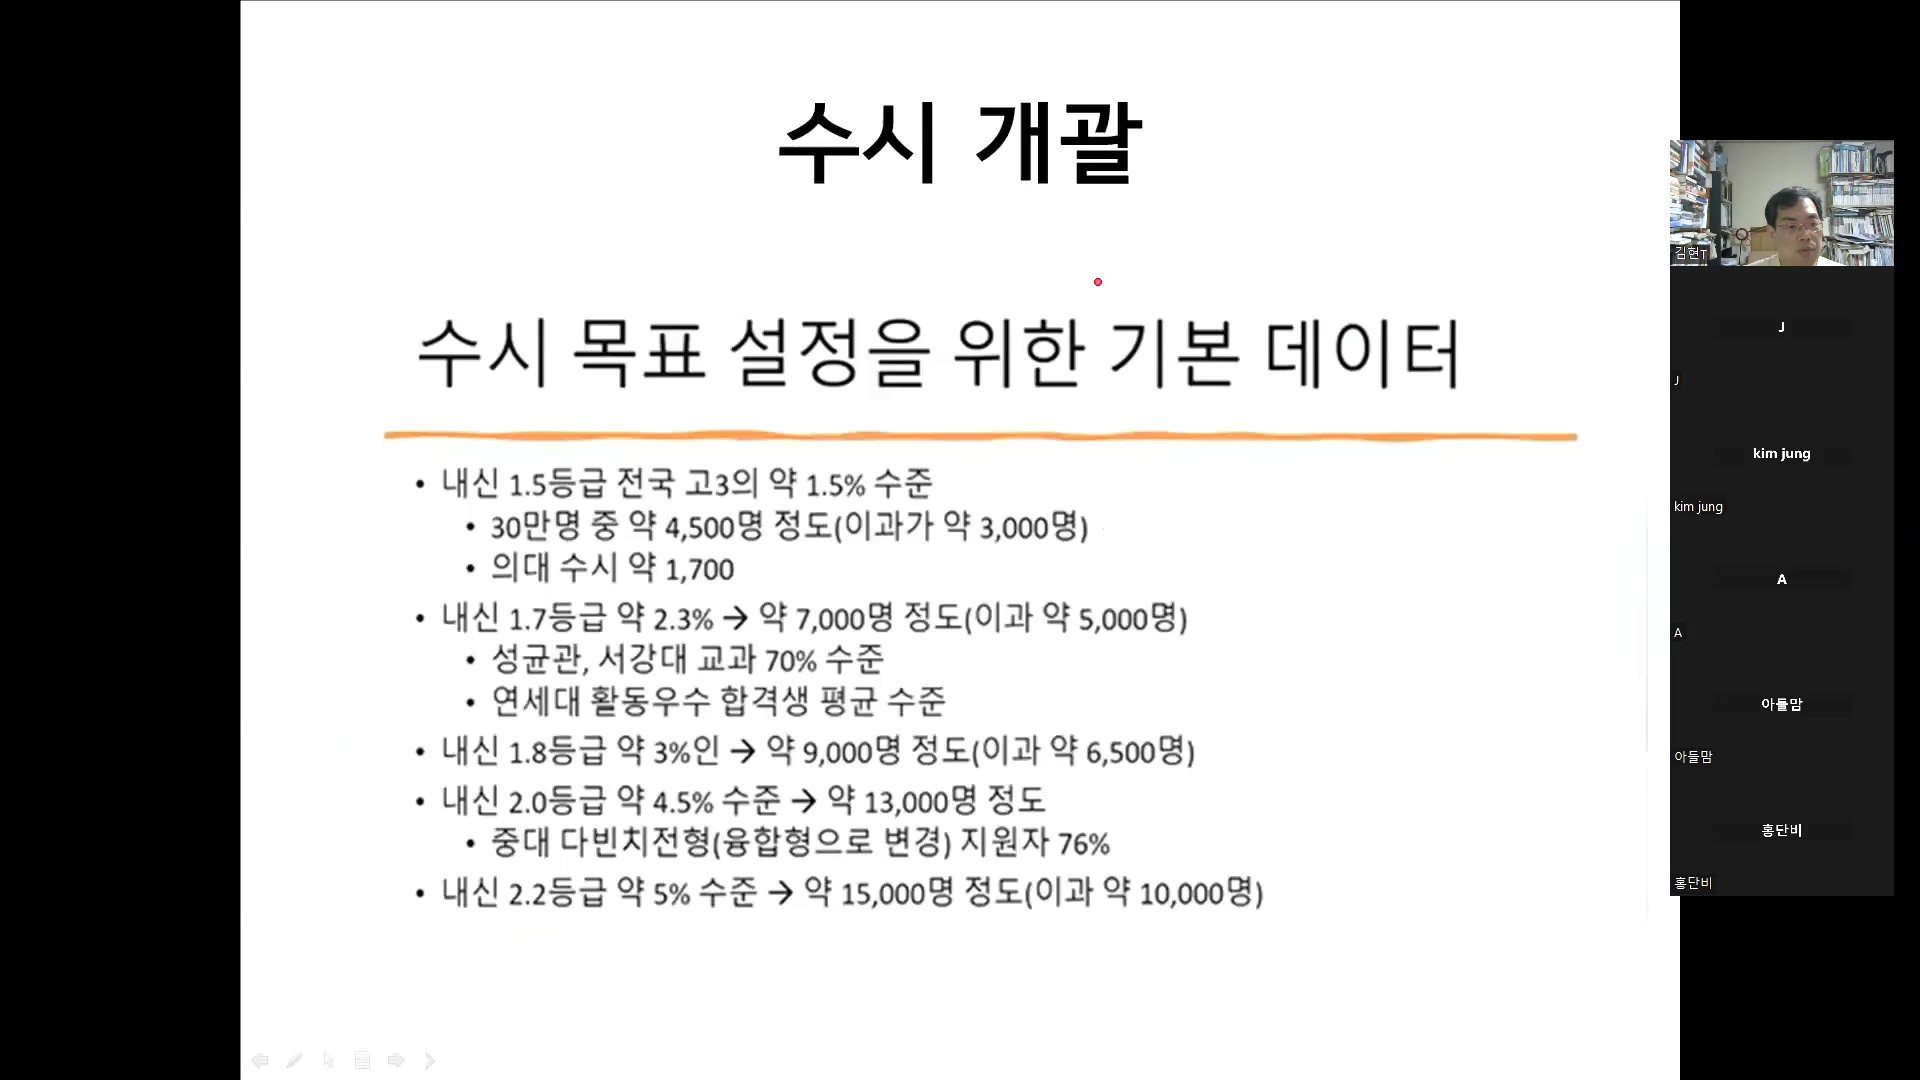 수시 개괄
수시 목표 설정을 위한 기본 데이터
• 내신 1.5등급 전국 고3의 약 1.5% 수준
• 30만명 중 약 4,500명 정도(이과가 약 3,000명)
• 의대 수시 약 1,700
• 내신 1.7등급 약 2.3% → 약 7,000명 정도(이과 약 5,000명)
• 성균관, 서강대 교과 70% 수준
• 연세대 활동우수 합격생 평균 수준
• 내신 1.8등급 약 3%인 → 약 9,000명 정도(이과 약 6,500명)
• 내신 2.0등급 약 4.5% 수준 → 약 13,000명 정도
• 중대 다빈치전형(융합형으로 변경) 지원자 76%
• 내신 2.2등급 약 5% 수준 → 약 15,000명 정도(이과 약 10,000명)
김현T
J
J
kim jung
kim jung
A
A
아들맘
아들맘
홍단비
홍단비